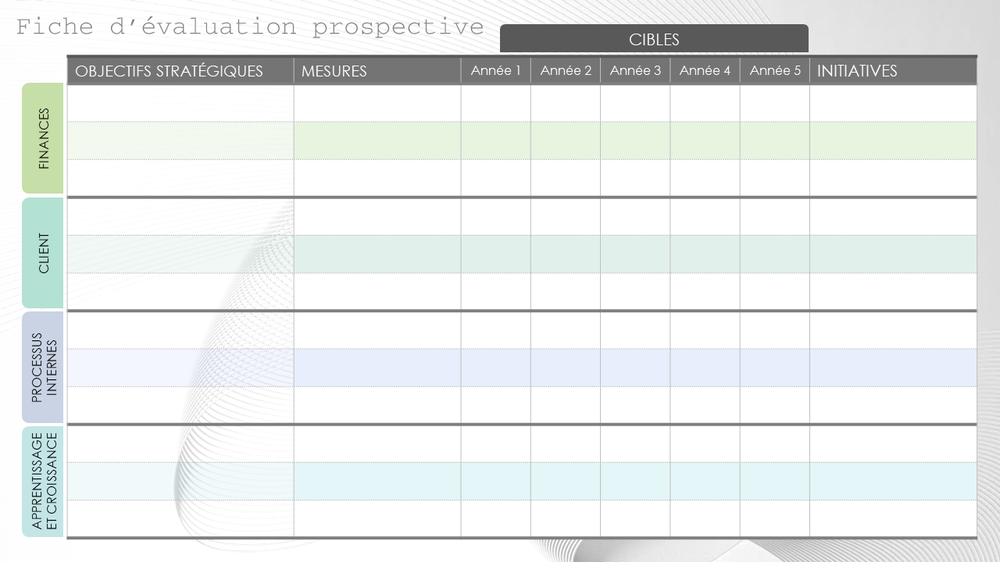 Fiche d’évaluation prospective
CIBLES
OBJECTIFS STRATÉGIQUES
MESURES
Année 1
Année 2
Année 3
Année 4
Année 5
INITIATIVES
FINANCES
CLIENT
PROCESSUS
INTERNES
APPRENTISSAGE
ET CROISSANCE